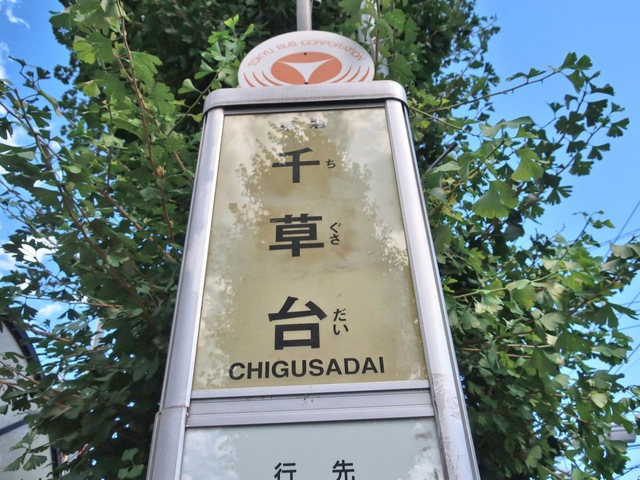 TOKYU BUS CORPORATION
千 ち
草 ぐさ
台 だい
CHIGUSADAI
行 先